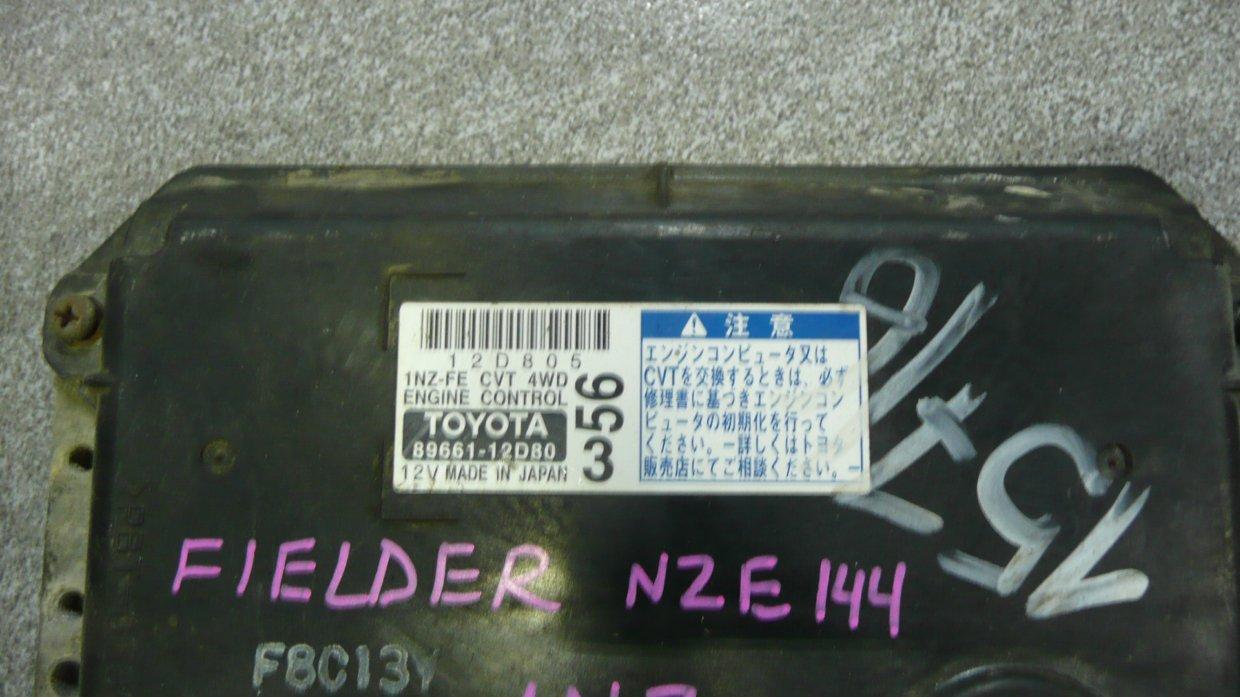 12D805
1NZ-FE CVT 4WD
ENGINE CONTROL
TOYOTA
89661-12D80
12V MADE IN JAPAN
356
注意
エンジンコンピュータ又は
CVTを交換するときは、必ず
修理書に基づきエンジンコン
ピュータの初期化を行って
ください。ー詳しくはトヨタ
販売店にてご相談ください。ー
FIELDER NZE144
F8C13Y
1NZ